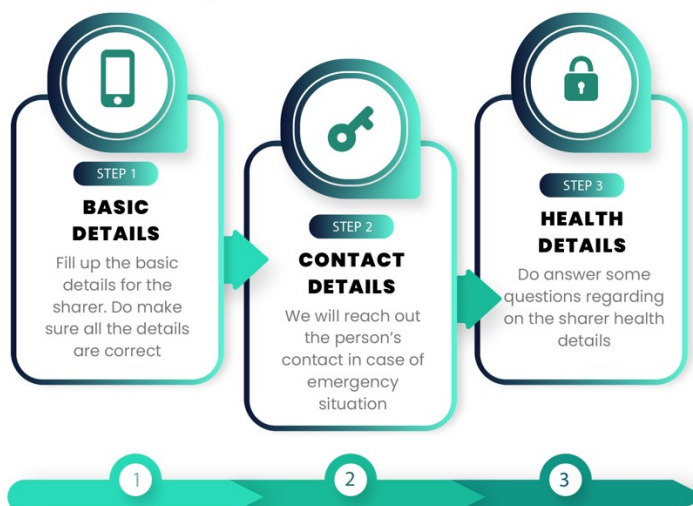 STEP 1
BASIC
DETAILS
Fill up the basic
details for the
sharer. Do make
sure all the details
are correct
STEP 2
CONTACT
DETAILS
We will reach out
the person's
contact in case of
emergency
situation
STEP 3
HEALTH
DETAILS
Do answer some
questions regarding
on the sharer health
details
1
2
3